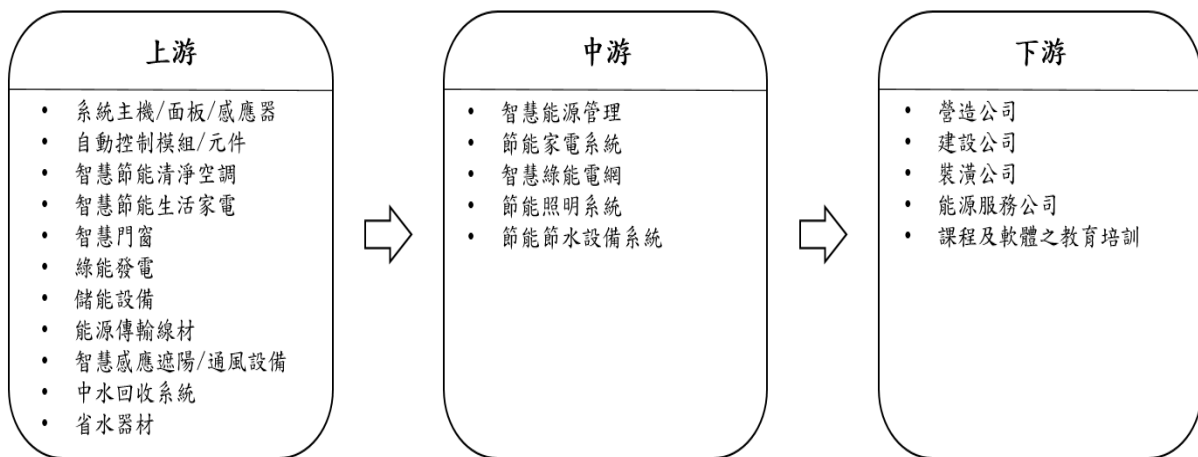 上游
• 系統主機/面板/感應器
• 自動控制模組/元件
• 智慧節能清淨空調
• 智慧節能生活家電
• 智慧門窗
• 綠能發電
• 儲能設備
• 能源傳輸線材
• 智慧感應遮陽/通風設備
• 中水回收系統
• 省水器材
中游
• 智慧能源管理
• 節能家電系統
• 智慧綠能電網
• 節能照明系統
• 節能節水設備系統
下游
• 營造公司
• 建設公司
• 裝潢公司
• 能源服務公司
• 課程及軟體之教育培訓